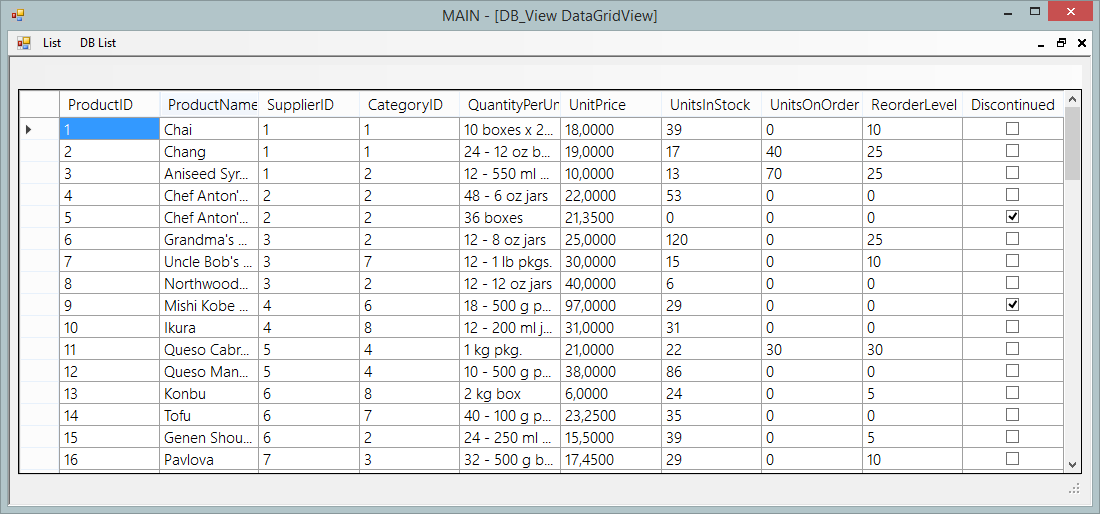 MAIN - [DB_View DataGridView]
List DB List
ProductID ProductName SupplierID CategoryID QuantityPerUn UnitPrice UnitsInStock UnitsOnOrder ReorderLevel Discontinued
1 Chai 1 1 10 boxes x 2... 18,0000 39 0 10
2 Chang 1 1 24 - 12 oz b... 19,0000 17 40 25
3 Aniseed Syr... 1 2 12 - 550 ml ... 10,0000 13 70 25
4 Chef Anton'... 2 2 48 - 6 oz jars 22,0000 53 0 0
5 Chef Anton'... 2 2 36 boxes 21,3500 0 0 0
6 Grandma's ... 3 2 12 - 8 oz jars 25,0000 120 0 25
7 Uncle Bob's ... 3 7 12 - 1 lb pkgs. 30,0000 15 0 10
8 Northwood... 3 2 12 - 12 oz jars 40,0000 6 0 0
9 Mishi Kobe ... 4 6 18 - 500 g p... 97,0000 29 0 0
10 Ikura 4 8 12 - 200 ml j... 31,0000 31 0 0
11 Queso Cabr... 5 4 1 kg pkg. 21,0000 22 30 30
12 Queso Man... 5 4 10 - 500 g p... 38,0000 86 0 0
13 Konbu 6 8 2 kg box 6,0000 24 0 5
14 Tofu 6 7 40 - 100 g p... 23,2500 35 0 0
15 Genen Shou... 6 2 24 - 250 ml ... 15,5000 39 0 5
16 Pavlova 7 3 32 - 500 g b... 17,4500 29 0 10